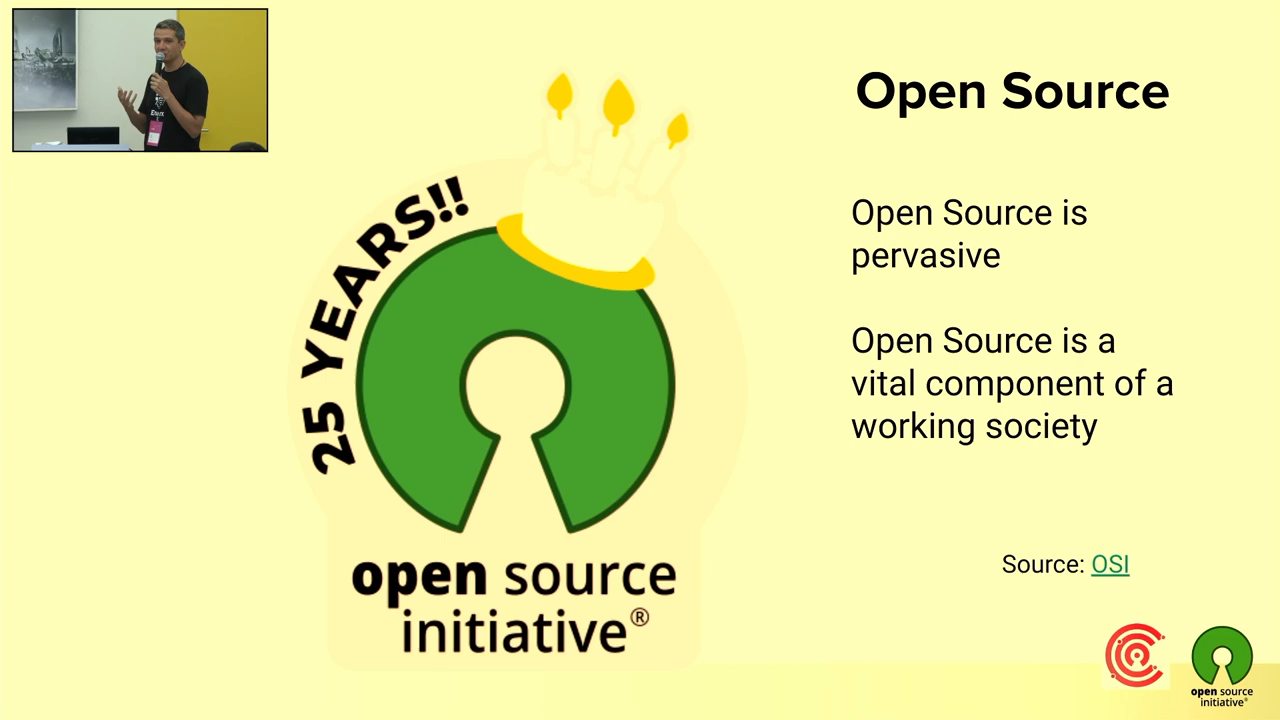 Open Source
25 YEARS!!
open source
initiative®
Open Source is
pervasive
Open Source is a
vital component of a
working society
Source: OSI
open source
initiative®